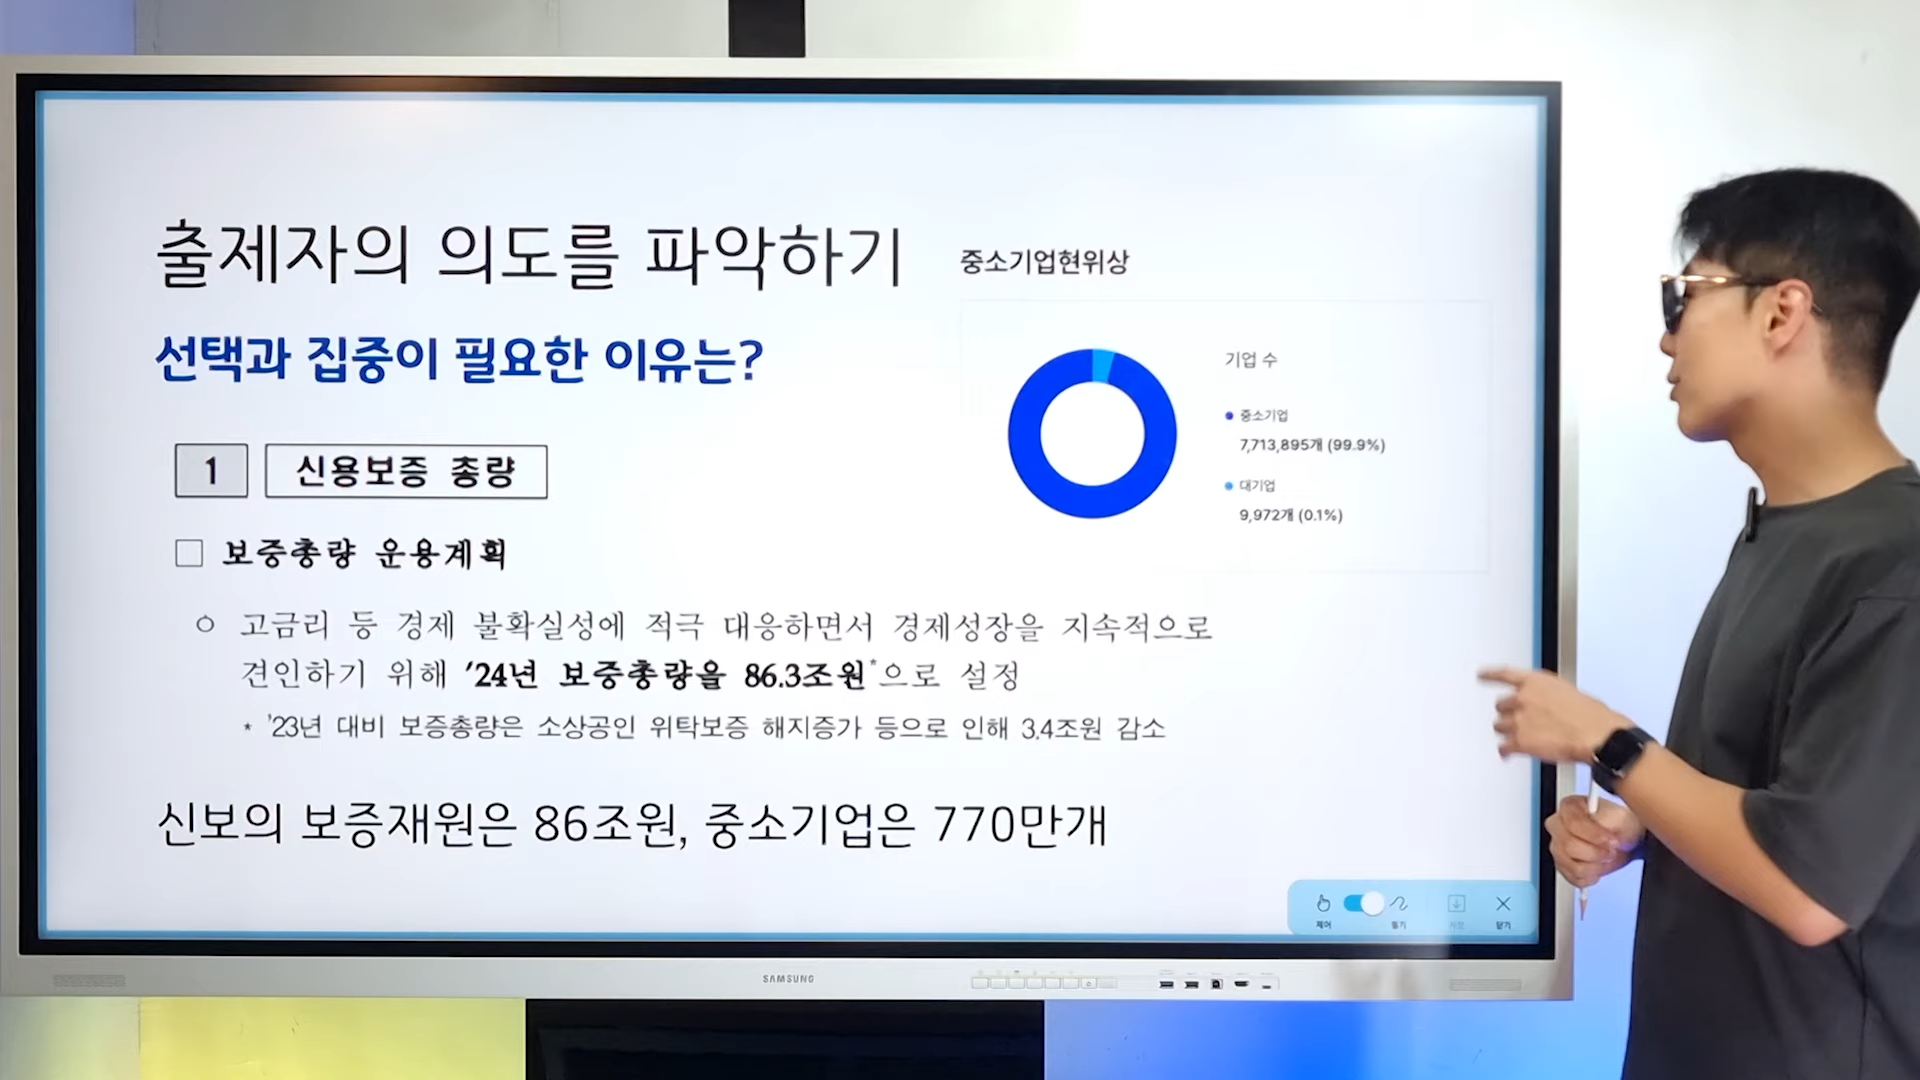 출제자의 의도를 파악하기
선택과 집중이 필요한 이유는?
중소기업현위상
기업 수
중소기업
7,713,895개 (99.9%)
대기업
9,972개 (0.1%)
1 신용보증 총량
□ 보증총량 운용계획
ㅇ 고금리 등 경제 불확실성에 적극 대응하면서 경제성장을 지속적으로
견인하기 위해 '24년 보증총량을 86.3조원*으로 설정
* '23년 대비 보증총량은 소상공인 위탁보증 해지증가 등으로 인해 3.4조원 감소
신보의 보증재원은 86조원, 중소기업은 770만개
제어 필기 저장 닫기
SAMSUNG